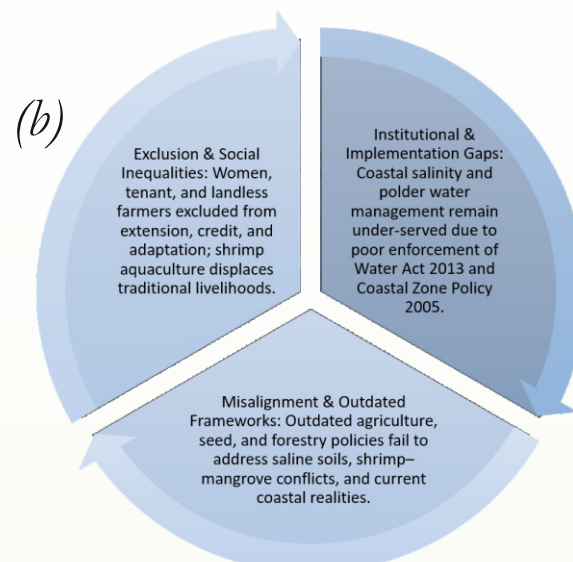 (b)
Exclusion & Social
Inequalities: Women,
tenant, and landless
farmers excluded from
extension, credit, and
adaptation; shrimp
aquaculture displaces
traditional livelihoods.
Institutional &
Implementation Gaps:
Coastal salinity and
polder water
management remain
under-served due to
poor enforcement of
Water Act 2013 and
Coastal Zone Policy
2005.
Misalignment & Outdated
Frameworks: Outdated agriculture,
seed, and forestry policies fail to
address saline soils, shrimp–
mangrove conflicts, and current
coastal realities.